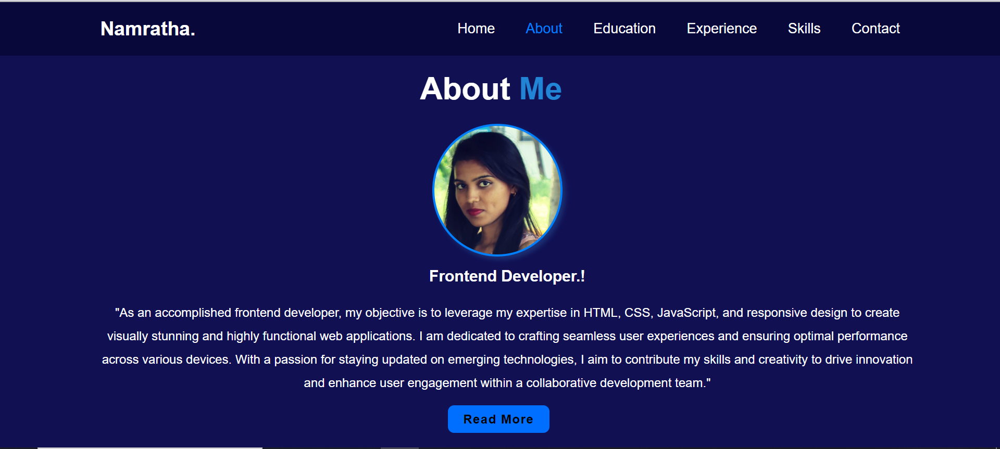 Namratha.
Home About Education Experience Skills Contact
About Me
Frontend Developer.!
"As an accomplished frontend developer, my objective is to leverage my expertise in HTML, CSS, JavaScript, and responsive design to create
visually stunning and highly functional web applications. I am dedicated to crafting seamless user experiences and ensuring optimal performance
across various devices. With a passion for staying updated on emerging technologies, I aim to contribute my skills and creativity to drive innovation
and enhance user engagement within a collaborative development team."
Read More